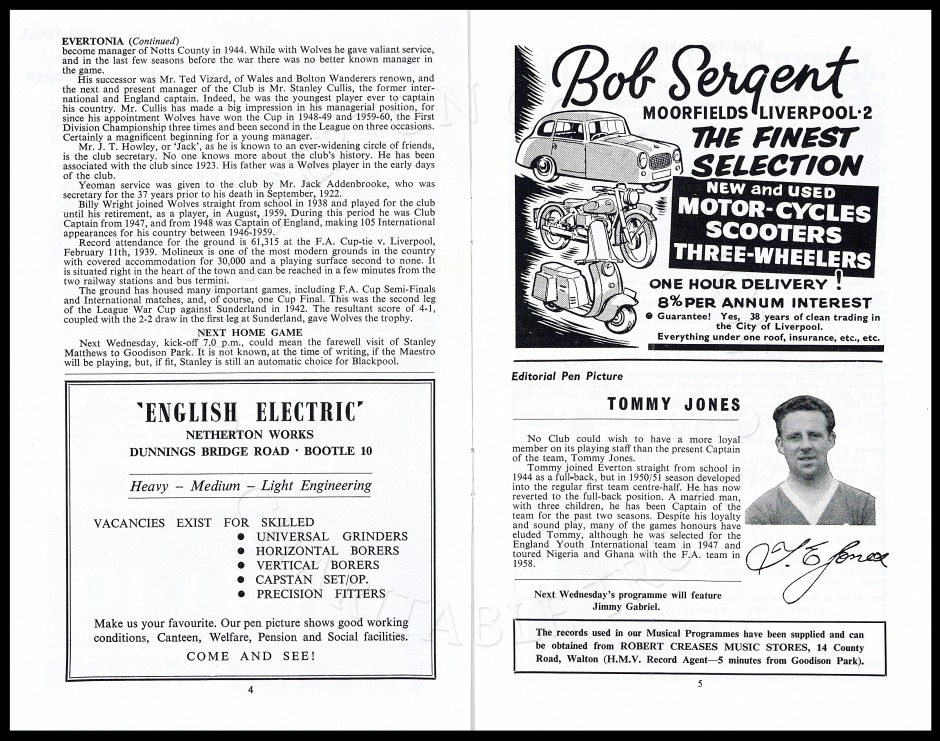 EVERTONIA (Continued)
become manager of Notts County in 1944. While with Wolves he gave valiant service,
and in the last few seasons before the war there was no better known manager in
the game.
His successor was Mr. Ted Vizard, of Wales and Bolton Wanderers renown, and
the next and present manager of the Club is Mr. Stanley Cullis, the former inter-
national and England captain. Indeed, he was the youngest player ever to captain
his country. Mr. Cullis has made a big impression in his managerial position, for
since his appointment Wolves have won the Cup in 1948-49 and 1959-60, the First
Division Championship three times and been second in the League on three occasions.
Certainly a magnificent beginning for a young manager.
Mr. J. T. Howley, or 'Jack', as he is known to an ever-widening circle of friends,
is the club secretary. No one knows more about the club's history. He has been
associated with the club since 1923. His father was a Wolves player in the early days
of the club.
Yeoman service was given to the club by Mr. Jack Addenbrooke, who was
secretary for the 37 years prior to his death in September, 1922.
Billy Wright joined Wolves straight from school in 1938 and played for the club
until his retirement, as a player, in August, 1959. During this period he was Club
Captain from 1947, and from 1948 was Captain of England, making 105 International
appearances for his country between 1946-1959.
Record attendance for the ground is 61,315 at the F.A. Cup-tie v. Liverpool,
February 11th, 1939. Molineux is one of the most modern grounds in the country
with covered accommodation for 30,000 and a playing surface second to none. It
is situated right in the heart of the town and can be reached in a few minutes from the
two railway stations and bus termini.
The ground has housed many important games, including F.A. Cup Semi-Finals
and International matches, and, of course, one Cup Final. This was the second leg
of the League War Cup against Sunderland in 1942. The resultant score of 4-1,
coupled with the 2-2 draw in the first leg at Sunderland, gave Wolves the trophy.
NEXT HOME GAME
Next Wednesday, kick-off 7.0 p.m., could mean the farewell visit of Stanley
Matthews to Goodison Park. It is not known, at the time of writing, if the Maestro
will be playing, but, if fit, Stanley is still an automatic choice for Blackpool.
'ENGLISH ELECTRIC'
NETHERTON WORKS
DUNNINGS BRIDGE ROAD · BOOTLE 10
Heavy – Medium – Light Engineering
VACANCIES EXIST FOR SKILLED
● UNIVERSAL GRINDERS
● HORIZONTAL BORERS
● VERTICAL BORERS
● CAPSTAN SET/OP.
● PRECISION FITTERS
Make us your favourite. Our pen picture shows good working
conditions, Canteen, Welfare, Pension and Social facilities.
COME AND SEE!
4
Bob Sergent
MOORFIELDS LIVERPOOL·2
THE FINEST
SELECTION
NEW and USED
MOTOR-CYCLES
SCOOTERS
THREE-WHEELERS
ONE HOUR DELIVERY!
8% PER ANNUM INTEREST
● Guarantee! Yes, 38 years of clean trading in
the City of Liverpool.
Everything under one roof, insurance, etc., etc.
Editorial Pen Picture
TOMMY JONES
No Club could wish to have a more loyal
member on its playing staff than the present Captain
of the team, Tommy Jones.
Tommy joined Everton straight from school in
1944 as a full-back, but in 1950/51 season developed
into the regular first team centre-half. He has now
reverted to the full-back position. A married man,
with three children, he has been Captain of the
team for the past two seasons. Despite his loyalty
and sound play, many of the games honours have
eluded Tommy, although he was selected for the
England Youth International team in 1947 and
toured Nigeria and Ghana with the F.A. team in
1958.
T. E. Jones
Next Wednesday's programme will feature
Jimmy Gabriel.
The records used in our Musical Programmes have been supplied and can
be obtained from ROBERT CREASES MUSIC STORES, 14 County
Road, Walton (H.M.V. Record Agent—5 minutes from Goodison Park).
5